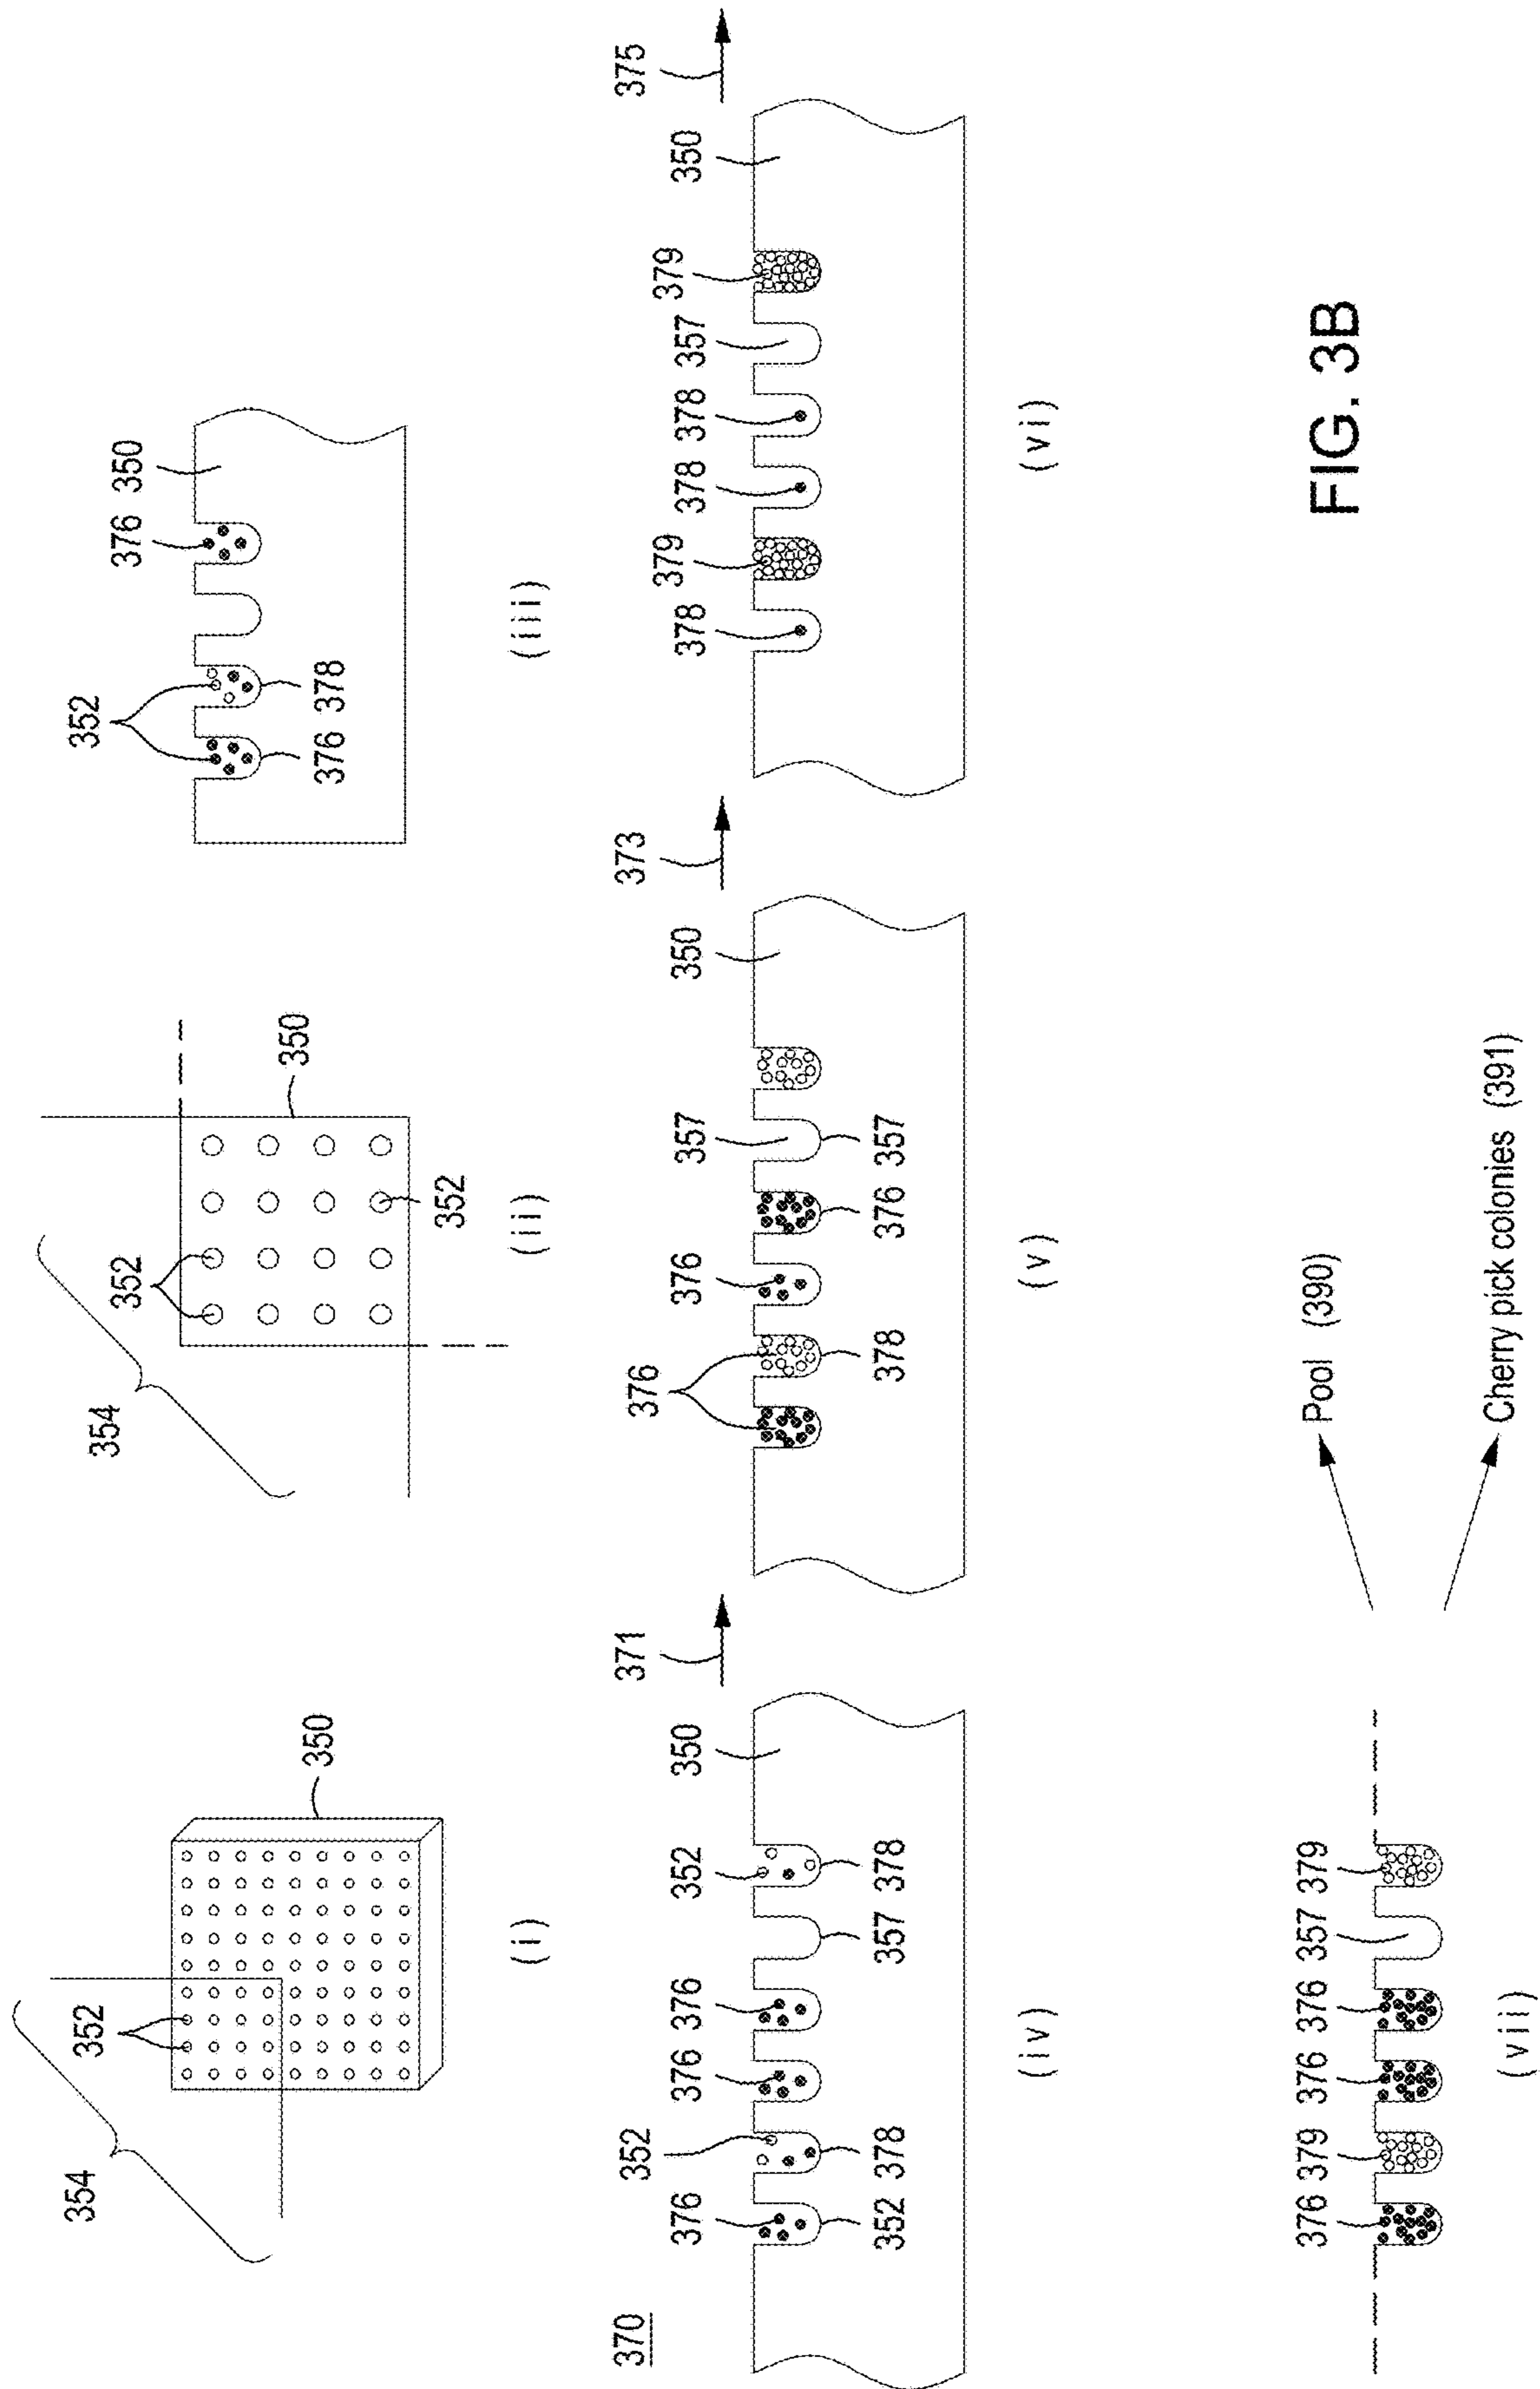 354
352
350
(i)
354
352
350
352
(ii)
352
376 350
376 378
(iii)
370
376 352 376 376 352 350
352 378 357 378
(iv)
371
376 376 357 350
378 376 357
(v)
373
378 379 378 378 357 379 350
(vi)
375
376 379 376 376 357 379
(vii)
Pool (390)
Cherry pick colonies (391)
FIG. 3B